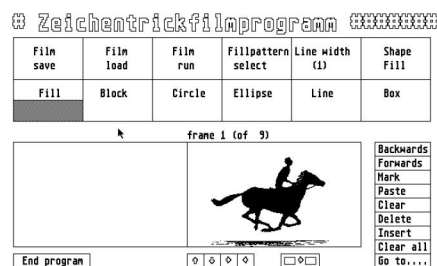 # Zeichentrickfilmprogramm ########
Film save
Film load
Film run
Fillpattern select
Line width (1)
Shape Fill
Fill
Block
Circle
Ellipse
Line
Box
frame 1 (of 9)
Backwards
Forwards
Mark
Paste
Clear
Delete
Insert
Clear all
Go to....
End program